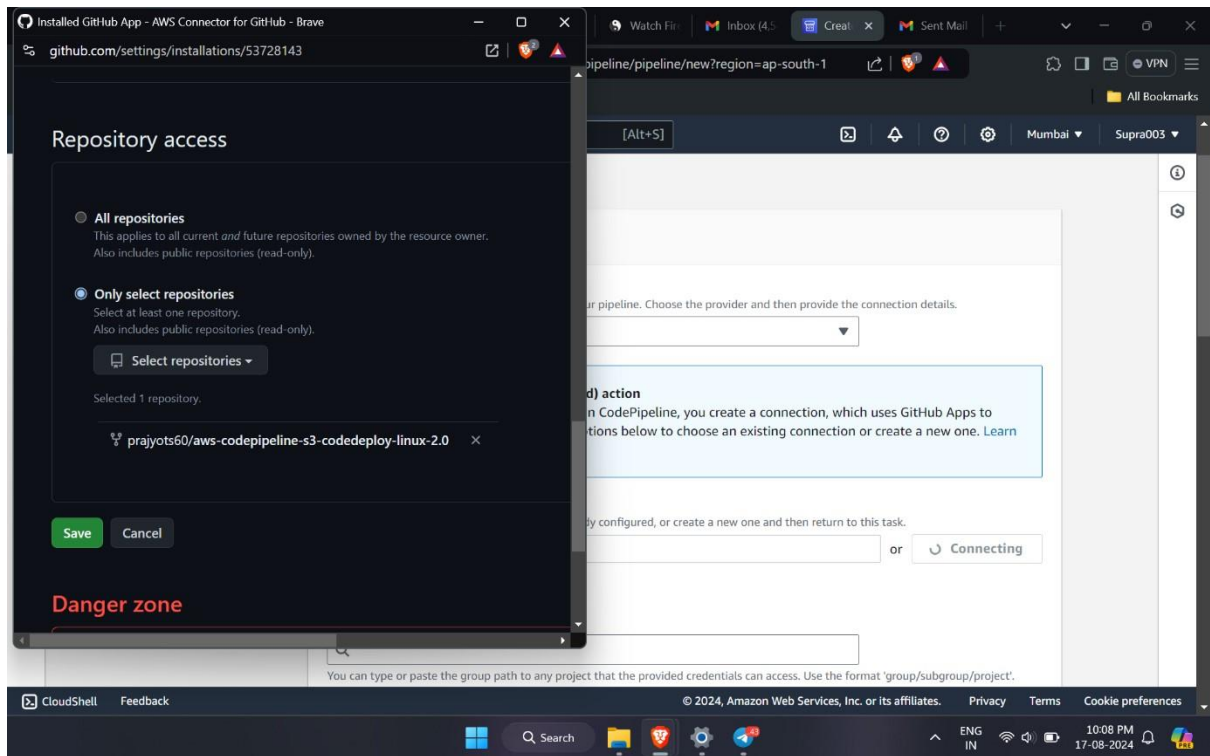 Installed GitHub App - AWS Connector for GitHub - Brave
github.com/settings/installations/53728143
Repository access
All repositories
This applies to all current and future repositories owned by the resource owner.
Also includes public repositories (read-only).
Only select repositories
Select at least one repository.
Also includes public repositories (read-only).
Select repositories
Selected 1 repository.
prajyots60/aws-codepipeline-s3-codedeploy-linux-2.0
Save Cancel
Danger zone
Watch Fir Inbox (4,5 Creat Sent Mail
ipeline/pipeline/new?region=ap-south-1 VPN
All Bookmarks
[Alt+S] Mumbai Supra003
ur pipeline. Choose the provider and then provide the connection details.
d) action
n CodePipeline, you create a connection, which uses GitHub Apps to
tions below to choose an existing connection or create a new one. Learn
dy configured, or create a new one and then return to this task.
or Connecting
You can type or paste the group path to any project that the provided credentials can access. Use the format 'group/subgroup/project'.
CloudShell Feedback © 2024, Amazon Web Services, Inc. or its affiliates. Privacy Terms Cookie preferences
Search ENG IN 10:08 PM 17-08-2024 PRE